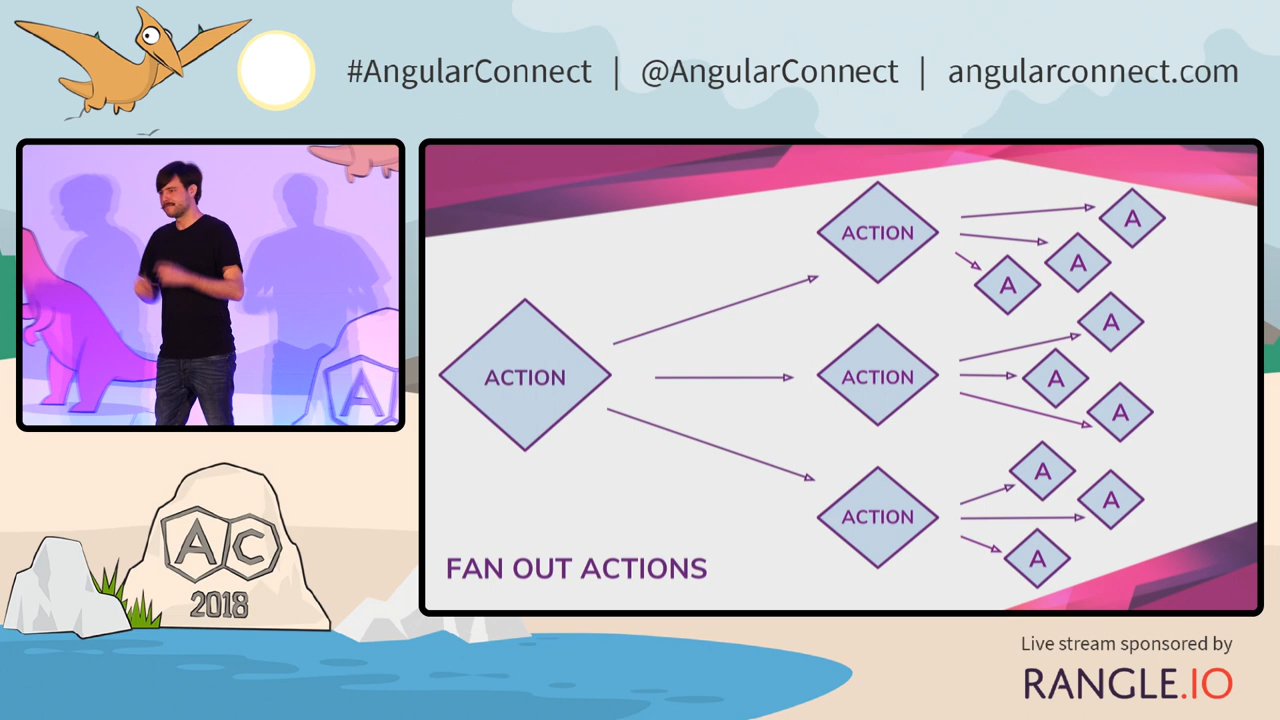 #AngularConnect | @AngularConnect | angularconnect.com
ACTION
ACTION
A
A
A
ACTION
A
A
A
ACTION
A
A
A
FAN OUT ACTIONS
A
AC
2018
Live stream sponsored by
RANGLE.IO